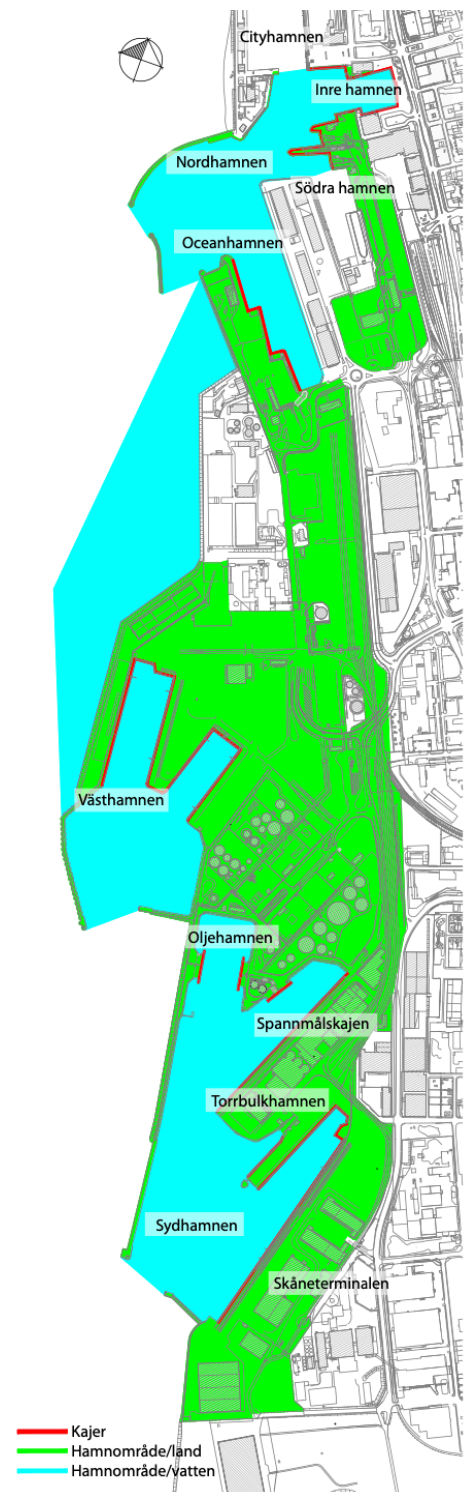 Cityhamnen
Inre hamnen
Nordhamnen
Södra hamnen
Oceanhamnen
Västhamnen
Oljehamnen
Spannmålskajen
Torrbulkhamnen
Sydhamnen
Skåneterminalen
Kajer
Hamnområde/land
Hamnområde/vatten